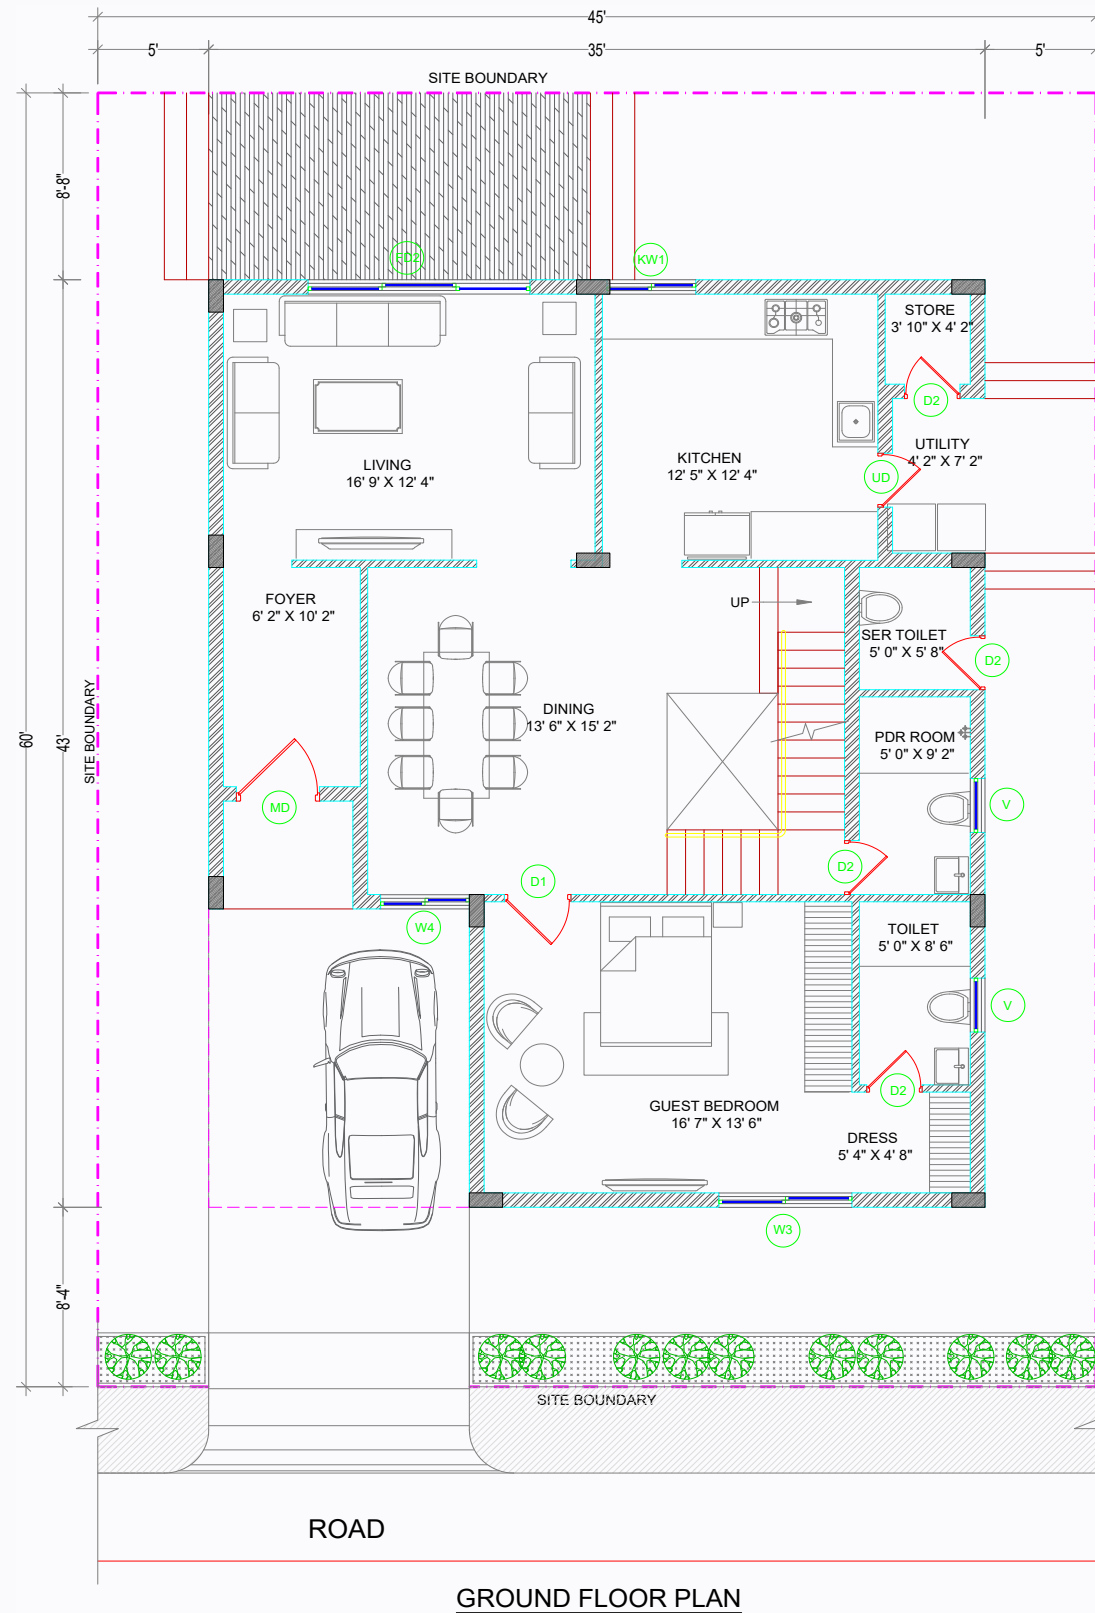 45'
5'
35'
5'
SITE BOUNDARY
8'-8"
FD2
KW1
STORE
3' 10" X 4' 2"
D2
UTILITY
4' 2" X 7' 2"
LIVING
16' 9' X 12' 4"
KITCHEN
12' 5" X 12' 4"
UD
FOYER
6' 2" X 10' 2"
UP
SER TOILET
5' 0" X 5' 8"
D2
DINING
13' 6" X 15' 2"
PDR ROOM
5' 0" X 9' 2"
60'
43'
SITE BOUNDARY
MD
V
D2
D1
W4
TOILET
5' 0" X 8' 6"
V
D2
GUEST BEDROOM
16' 7" X 13' 6"
DRESS
5' 4" X 4' 8"
W3
8'-4"
SITE BOUNDARY
ROAD
GROUND FLOOR PLAN